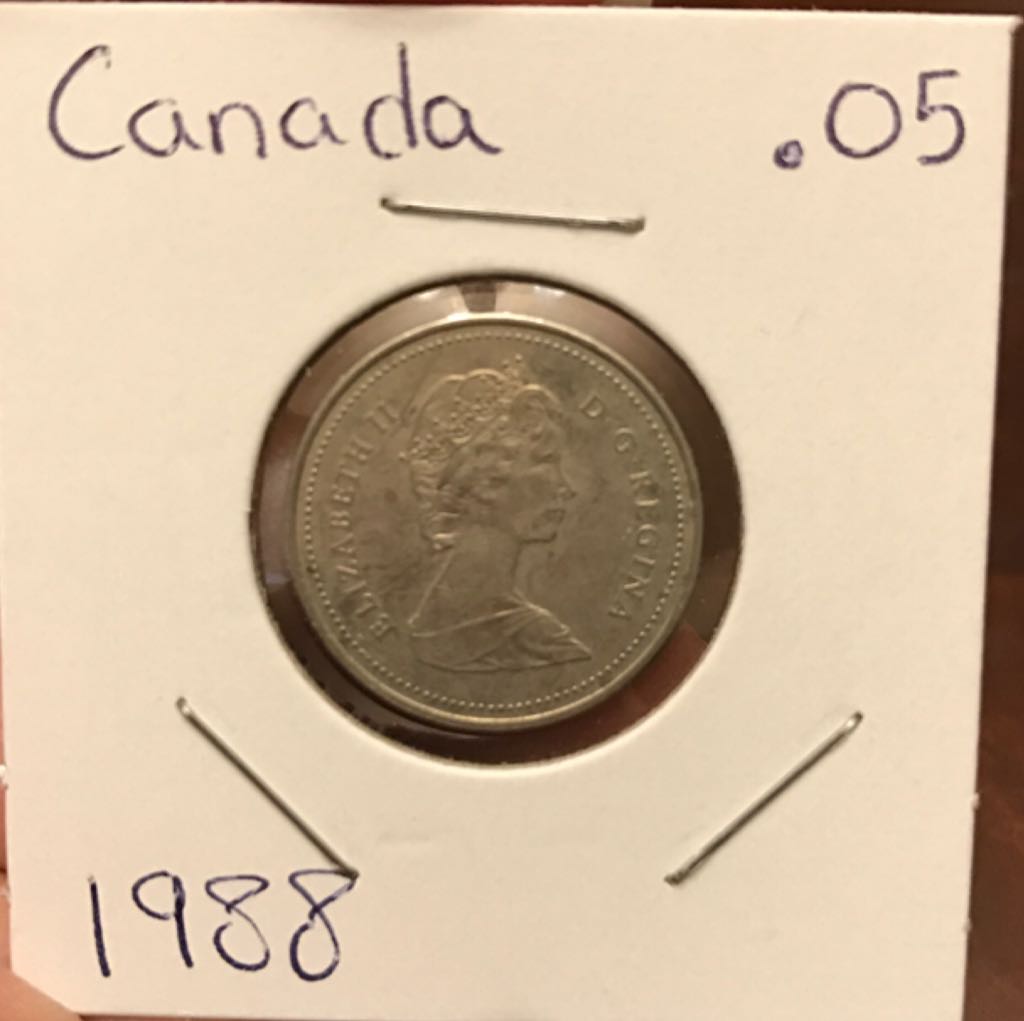 Canada .05
ELIZABETH II D·G·REGINA
1988